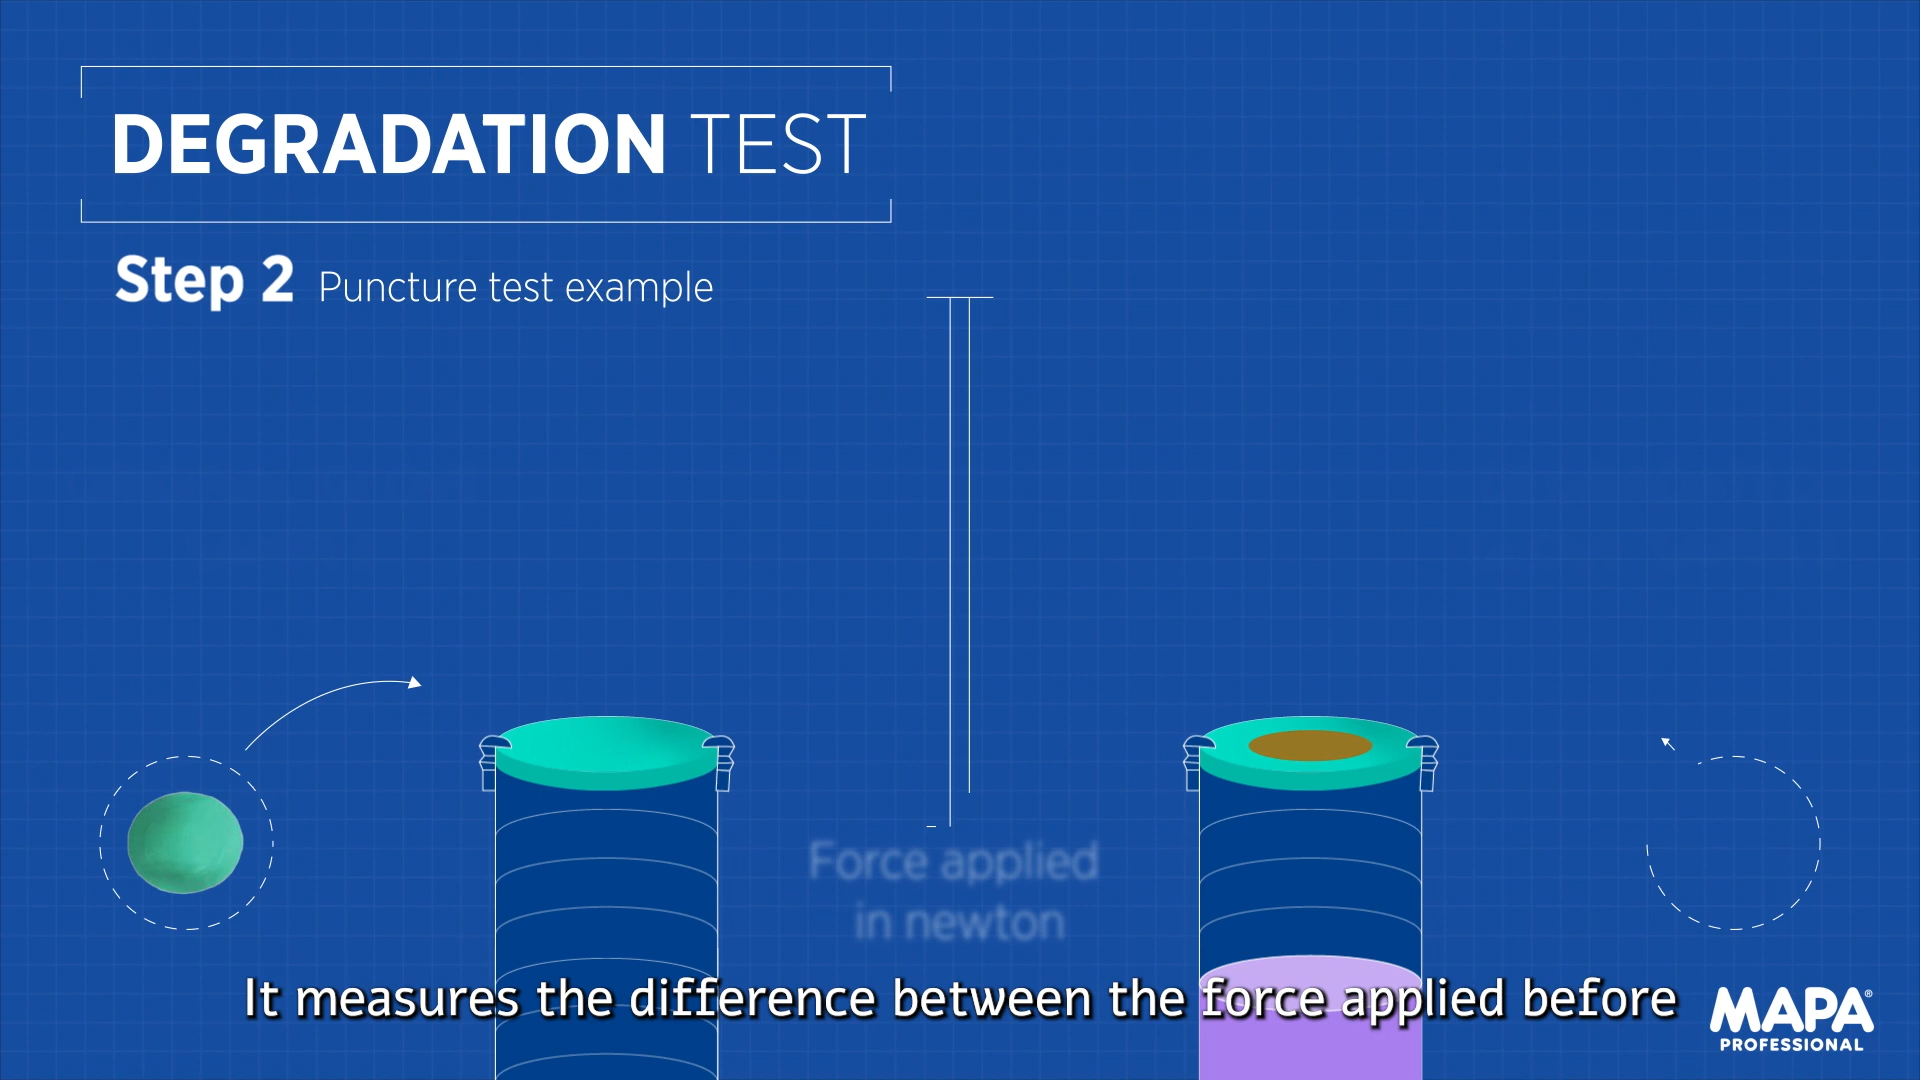 DEGRADATION TEST
Step 2 Puncture test example
Force applied
in newton
It measures the difference between the force applied before
MAPA®
PROFESSIONAL